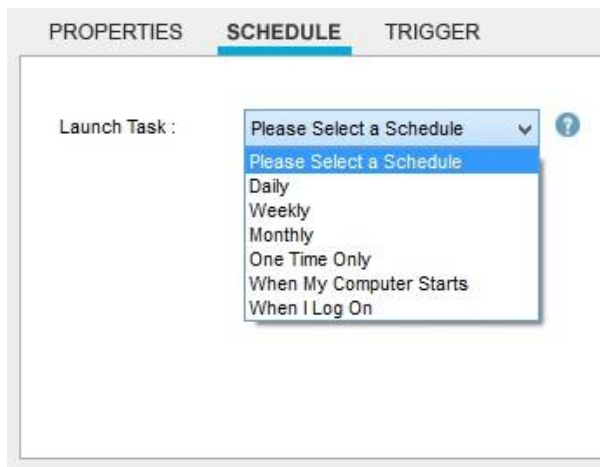 PROPERTIES SCHEDULE TRIGGER
Launch Task : Please Select a Schedule ?
Please Select a Schedule
Daily
Weekly
Monthly
One Time Only
When My Computer Starts
When I Log On